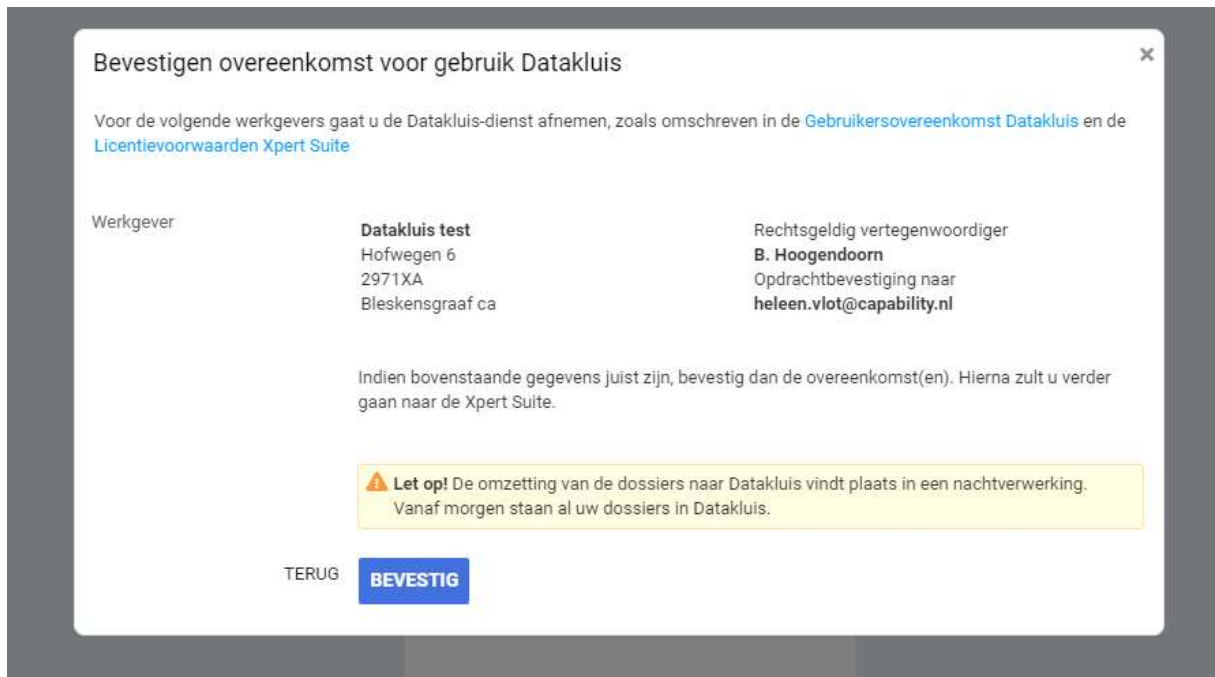 Bevestigen overeenkomst voor gebruik Datakluis
×
Voor de volgende werkgevers gaat u de Datakluis-dienst afnemen, zoals omschreven in de Gebruikersovereenkomst Datakluis en de
Licentievoorwaarden Xpert Suite
Werkgever
Datakluis test
Hofwegen 6
2971XA
Bleskensgraaf ca
Rechtsgeldig vertegenwoordiger
B. Hoogendoorn
Opdrachtbevestiging naar
heleen.vlot@capability.nl
Indien bovenstaande gegevens juist zijn, bevestig dan de overeenkomst(en). Hierna zult u verder
gaan naar de Xpert Suite.
Let op! De omzetting van de dossiers naar Datakluis vindt plaats in een nachtverwerking.
Vanaf morgen staan al uw dossiers in Datakluis.
TERUG
BEVESTIG